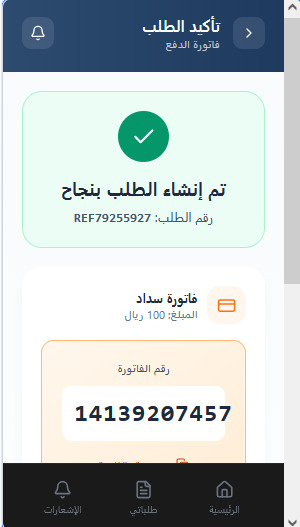 تأكيد الطلب
فاتورة الدفع
تم إنشاء الطلب بنجاح
رقم الطلب: REF79255927
فاتورة سداد
المبلغ: 100 ريال
رقم الفاتورة
14139207457
الرئيسية
طلباتي
الإشعارات